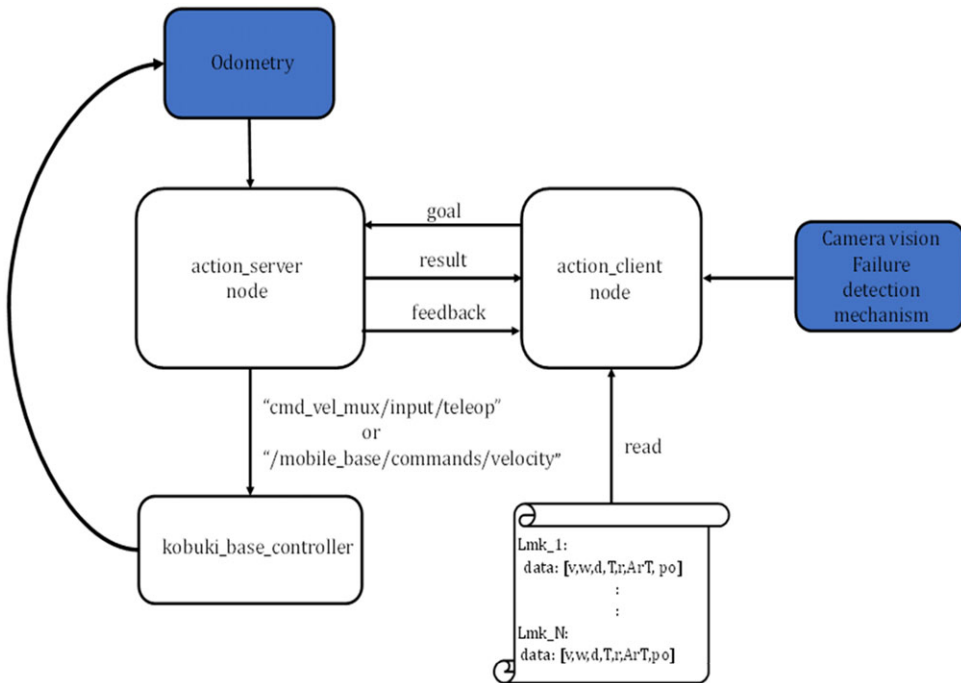 Odometry
action_server
node
goal
result
feedback
action_client
node
Camera vision
Failure
detection
mechanism
“cmd_vel_mux/input/teleop”
or
“/mobile_base/commands/velocity”
read
kobuki_base_controller
Lmk_1:
data: [v,w,d,T,r,ArT, po]
:
:
Lmk_N:
data: [v,w,d,T,r,ArT,po]